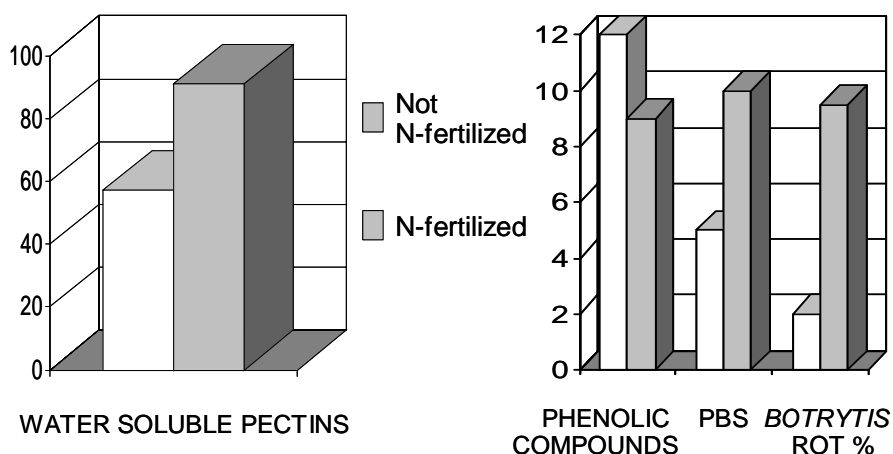 100
80
60
40
20
0
WATER SOLUBLE PECTINS
Not
N-fertilized
N-fertilized
12
10
8
6
4
2
0
PHENOLIC
COMPOUNDS
PBS
BOTRYTIS
ROT %